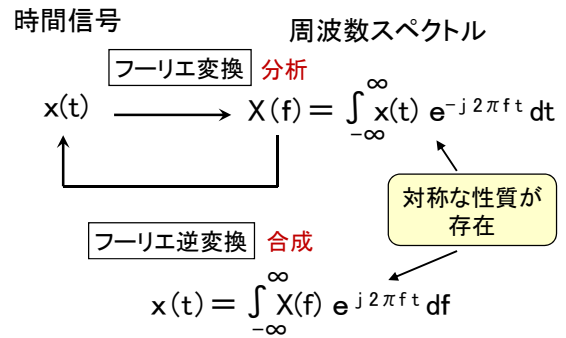 時間信号
周波数スペクトル
フーリエ変換 分析
x(t) X(f)=∫_{-∞}^{∞} x(t) e^{-j2πft} dt
対称な性質が
存在
フーリエ逆変換 合成
x(t)=∫_{-∞}^{∞} X(f) e^{j2πft} df